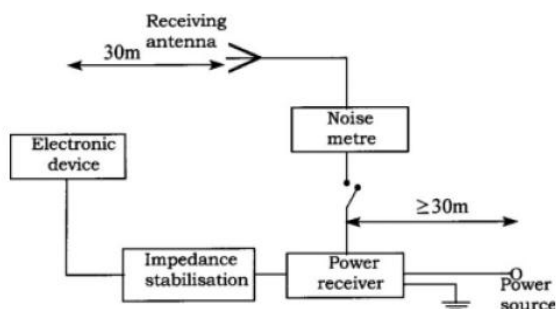 Receiving
antenna
30m
Noise
metre
Electronic
device
≥30m
Impedance
stabilisation
Power
receiver
Power
source